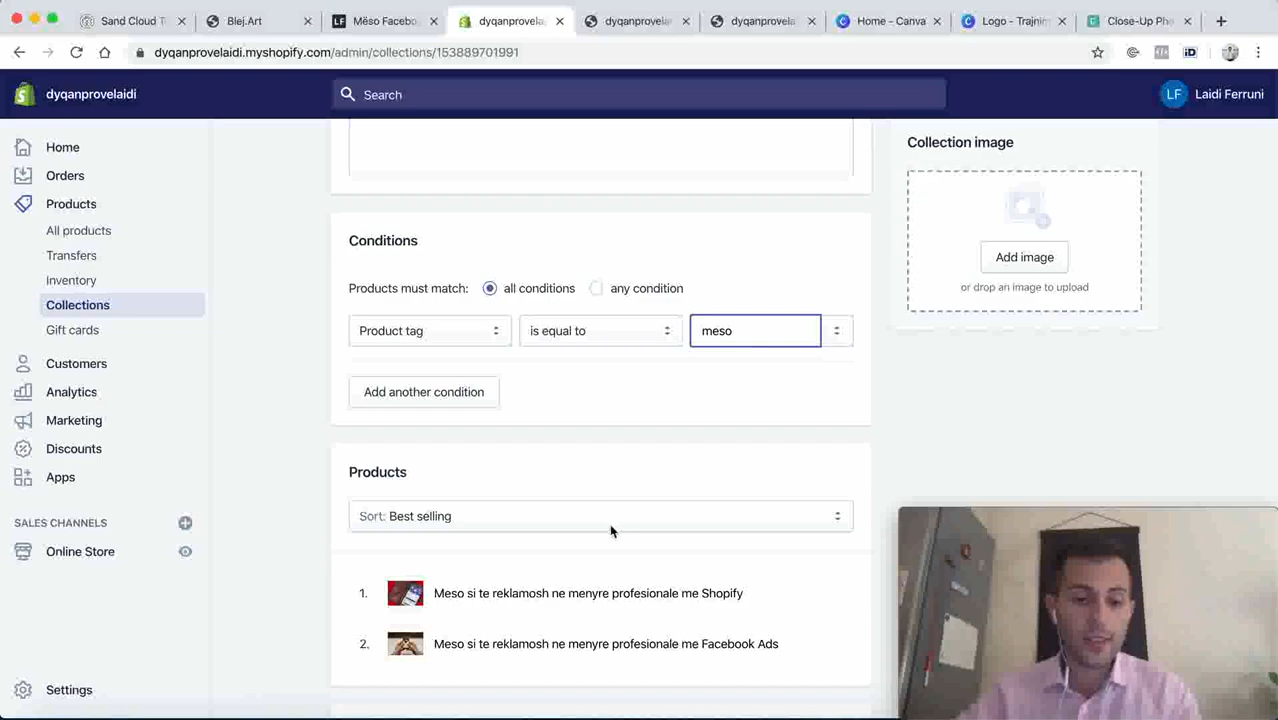 Sand Cloud T
Blej.Art
LF Mëso Facebo
dyqanprovela
dyqanprovela
dyqanprovela
Home - Canva
Logo - Trajnin
Close-Up Pho
dyqanprovelaidi.myshopify.com/admin/collections/153889701991
iD
dyqanprovelaidi
Search
LF Laidi Ferruni
Home
Orders
Products
All products
Transfers
Inventory
Collections
Gift cards
Customers
Analytics
Marketing
Discounts
Apps
SALES CHANNELS
Online Store
Settings
Conditions
Products must match: all conditions any condition
Product tag is equal to meso
Add another condition
Products
Sort: Best selling
1. Meso si te reklamosh ne menyre profesionale me Shopify
2. Meso si te reklamosh ne menyre profesionale me Facebook Ads
Collection image
Add image
or drop an image to upload